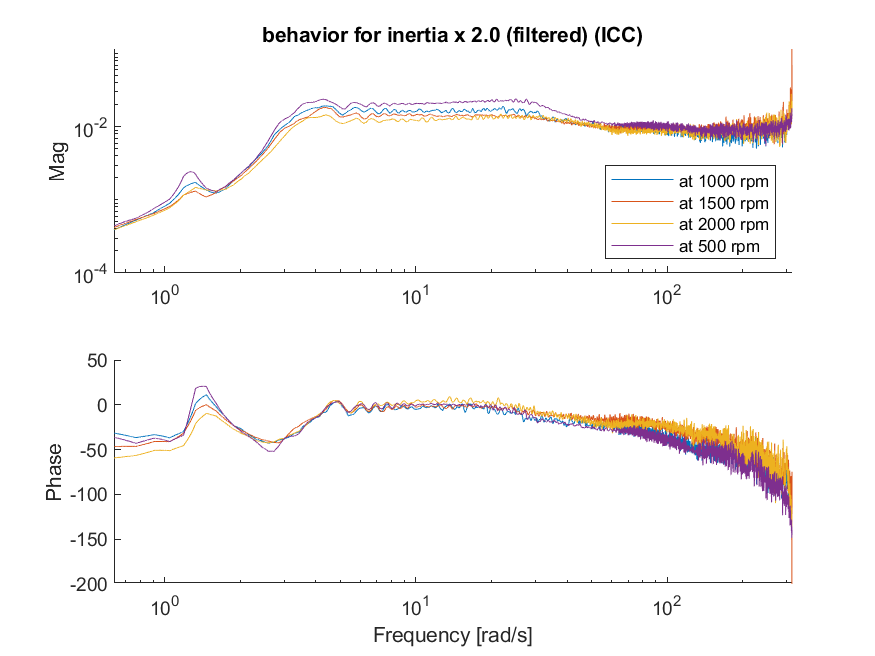 behavior for inertia x 2.0 (filtered) (ICC)
Mag
10^-2
10^-4
at 1000 rpm
at 1500 rpm
at 2000 rpm
at 500 rpm
10^0
10^1
10^2
Phase
50
0
-50
-100
-150
-200
10^0
10^1
10^2
Frequency [rad/s]